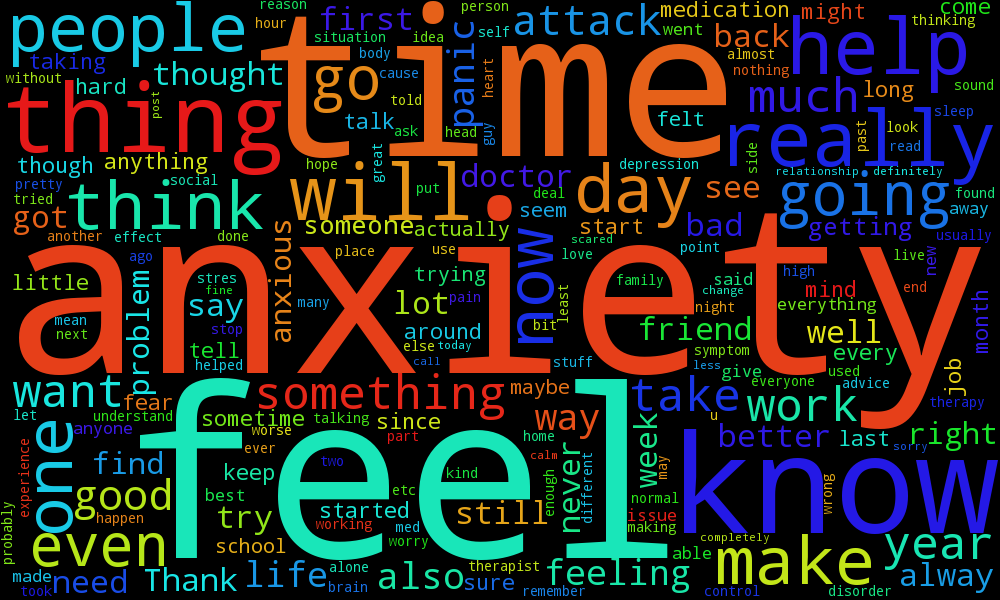 people
time
help
thing
anxiety
feel
know
reason
hour
first
situation
idea
person
self
attack
medication
went
might
come
thinking
back
almost
nothing
taking
without
hard
thought
go
body
cause
panic
heart
told
talk
ask
head
guy
post
much
long
sound
sleep
felt
really
past
look
read
though
anything
great
hope
put
doctor
deal
depression
side
relationship
definitely
pretty
tried
social
think
will
day
see
going
found
away
got
someone
actually
seem
start
bad
getting
usually
another
effect
done
anxious
place
use
scared
love
point
live
new
ago
little
problem
stres
fine
say
many
trying
pain
now
least
family
said
change
high
mind
end
month
lot
night
everything
mean
next
stop
tell
around
bit
friend
well
helped
else
today
call
stuff
symptom
less
every
used
job
want
something
maybe
take
give
everyone
advice
therapy
fear
let
understand
sometime
talking
since
way
work
u
anyone
worse
ever
part
better
last
right
sorry
one
experience
find
keep
two
home
calm
never
week
may
kind
enough
different
normal
wrong
good
best
etc
started
still
issue
making
happen
try
working
med
probably
even
school
worry
completely
able
make
year
made
need
Thank
life
alone
also
therapist
sure
feeling
alway
took
brain
remember
control
disorder